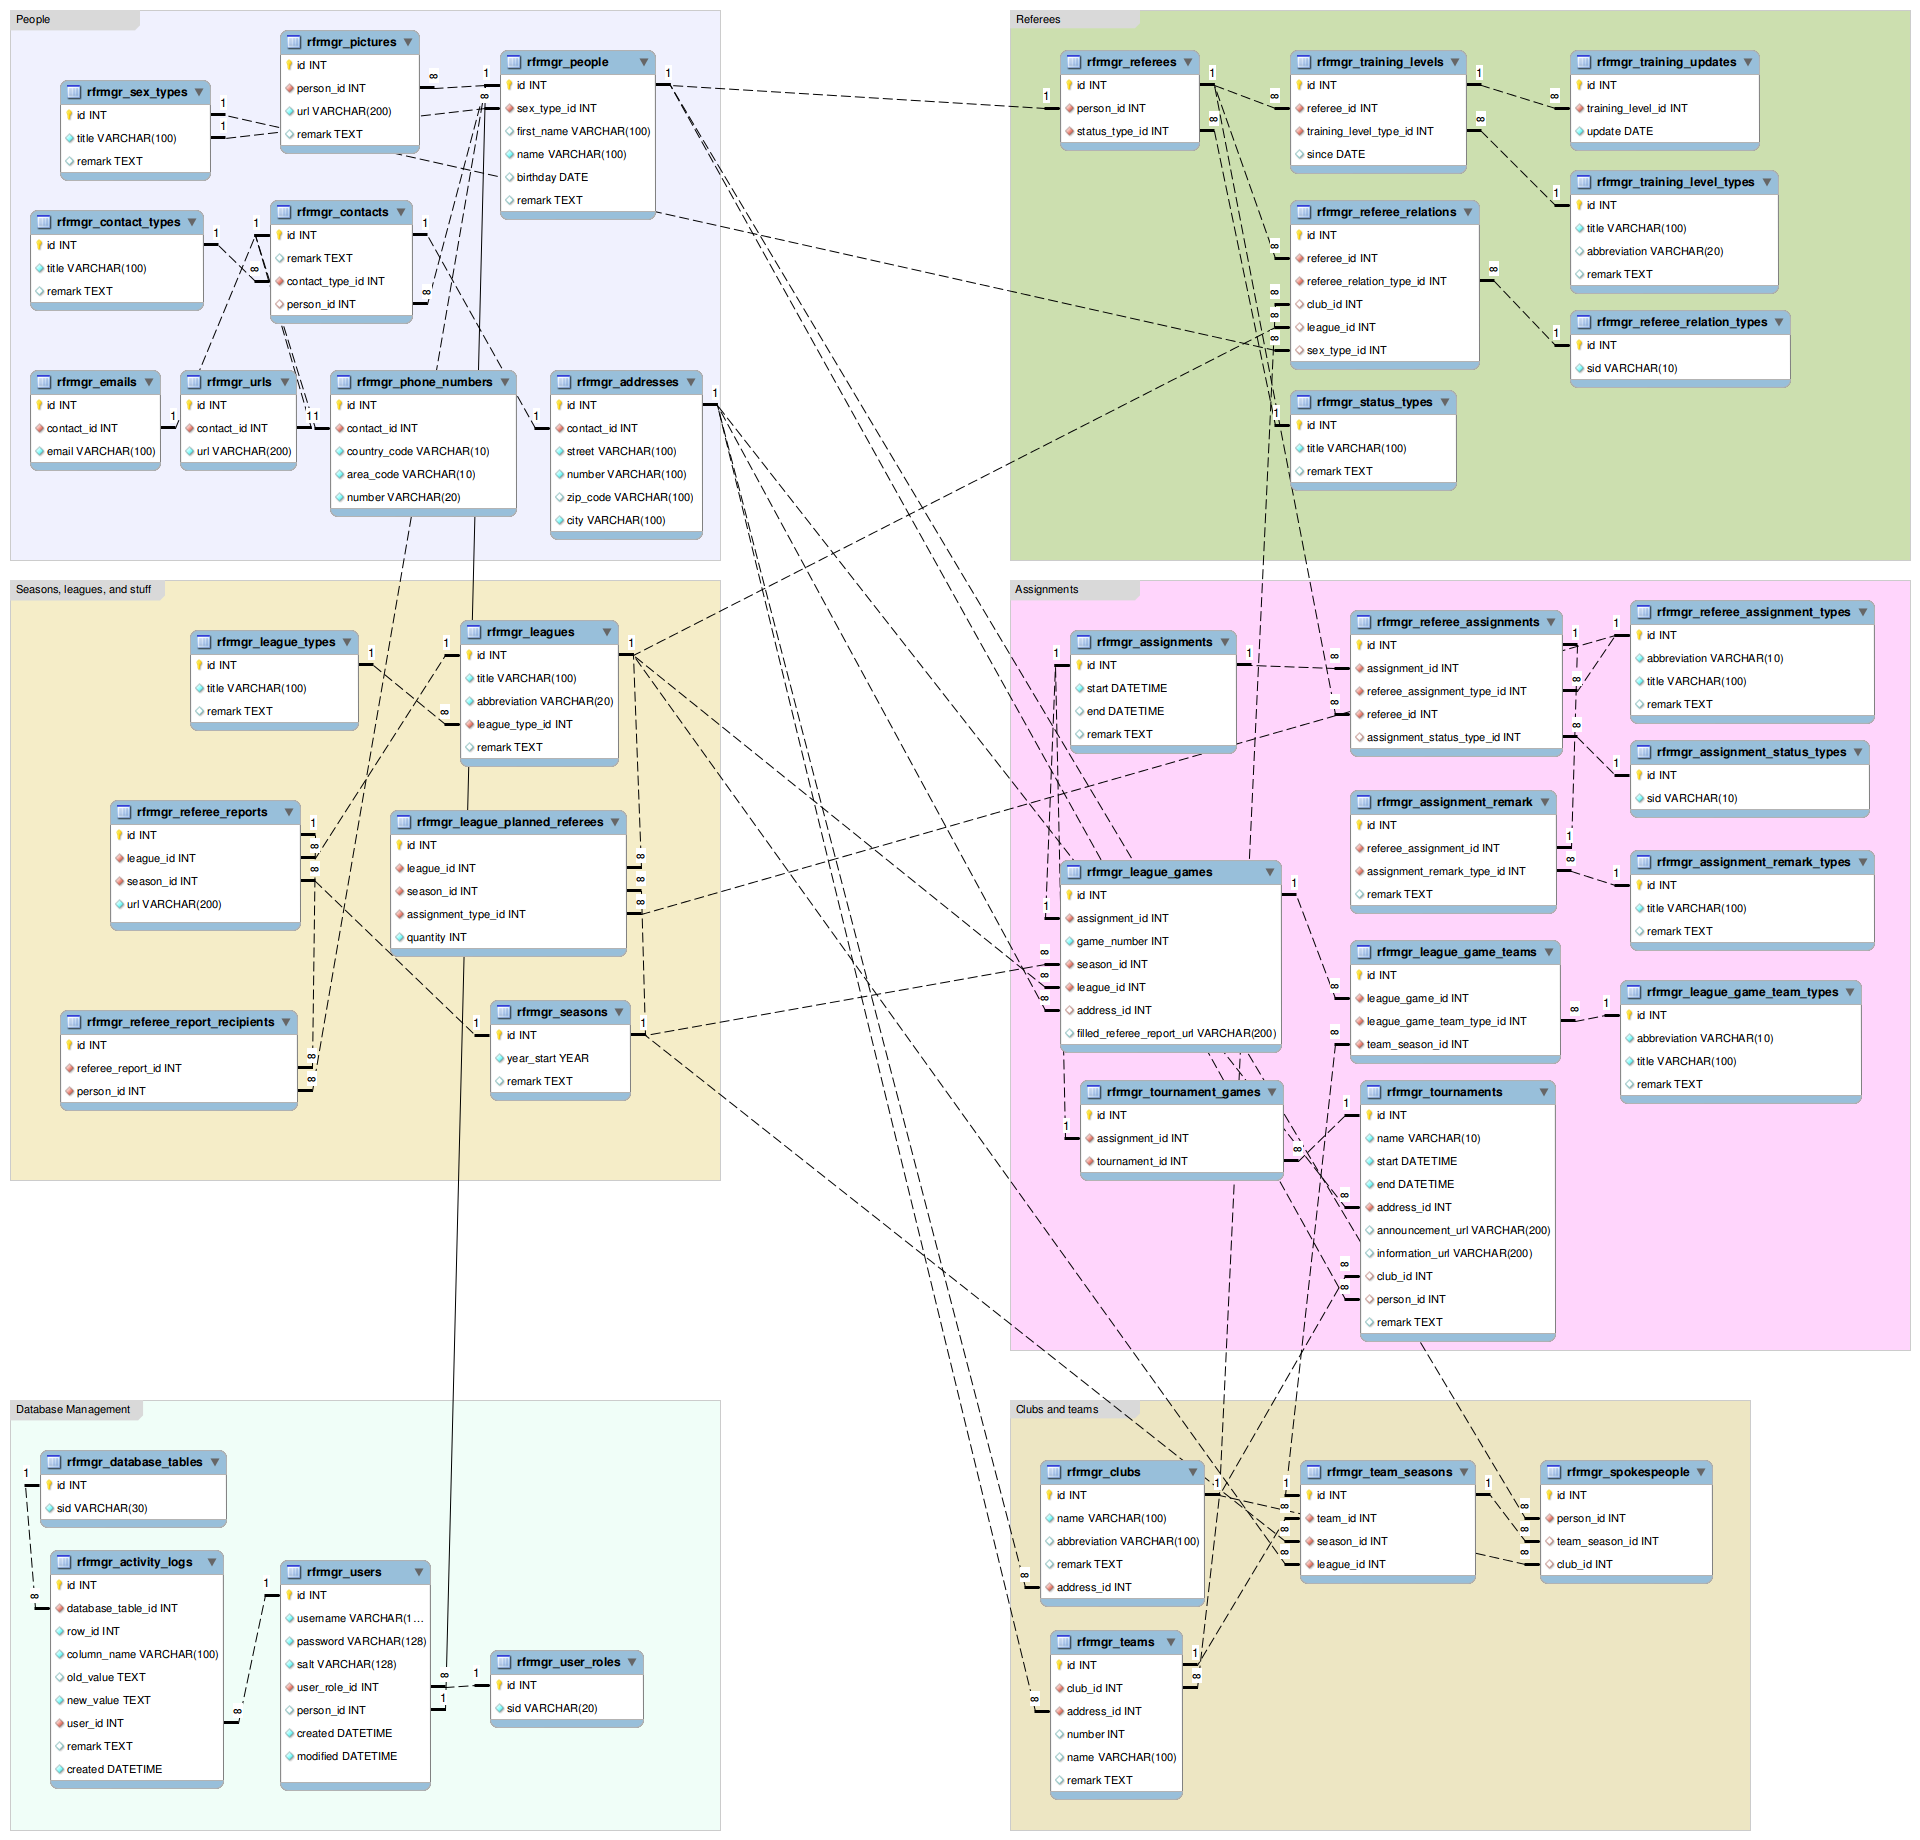 People
rfrmgr_pictures
id INT
person_id INT
url VARCHAR(200)
remark TEXT
rfrmgr_people
id INT
sex_type_id INT
first_name VARCHAR(100)
name VARCHAR(100)
birthday DATE
remark TEXT
rfrmgr_sex_types
id INT
title VARCHAR(100)
remark TEXT
rfrmgr_contact_types
id INT
title VARCHAR(100)
remark TEXT
rfrmgr_contacts
id INT
remark TEXT
contact_type_id INT
person_id INT
rfrmgr_emails
id INT
contact_id INT
email VARCHAR(100)
rfrmgr_urls
id INT
contact_id INT
url VARCHAR(200)
rfrmgr_phone_numbers
id INT
contact_id INT
country_code VARCHAR(10)
area_code VARCHAR(10)
number VARCHAR(20)
rfrmgr_addresses
id INT
contact_id INT
street VARCHAR(100)
number VARCHAR(100)
zip_code VARCHAR(100)
city VARCHAR(100)
Referees
rfrmgr_referees
id INT
person_id INT
status_type_id INT
rfrmgr_training_levels
id INT
referee_id INT
training_level_type_id INT
since DATE
rfrmgr_training_updates
id INT
training_level_id INT
update DATE
rfrmgr_training_level_types
id INT
title VARCHAR(100)
abbreviation VARCHAR(20)
remark TEXT
rfrmgr_referee_relations
id INT
referee_id INT
referee_relation_type_id INT
club_id INT
league_id INT
sex_type_id INT
rfrmgr_referee_relation_types
id INT
sid VARCHAR(10)
rfrmgr_status_types
id INT
title VARCHAR(100)
remark TEXT
Seasons, leagues, and stuff
rfrmgr_league_types
id INT
title VARCHAR(100)
remark TEXT
rfrmgr_leagues
id INT
title VARCHAR(100)
abbreviation VARCHAR(20)
league_type_id INT
remark TEXT
rfrmgr_referee_reports
id INT
league_id INT
season_id INT
url VARCHAR(200)
rfrmgr_league_planned_referees
id INT
league_id INT
season_id INT
assignment_type_id INT
quantity INT
rfrmgr_referee_report_recipients
id INT
referee_report_id INT
person_id INT
rfrmgr_seasons
id INT
year_start YEAR
remark TEXT
Assignments
rfrmgr_assignments
id INT
start DATETIME
end DATETIME
remark TEXT
rfrmgr_referee_assignments
id INT
assignment_id INT
referee_assignment_type_id INT
referee_id INT
assignment_status_type_id INT
rfrmgr_referee_assignment_types
id INT
abbreviation VARCHAR(10)
title VARCHAR(100)
remark TEXT
rfrmgr_assignment_status_types
id INT
sid VARCHAR(10)
rfrmgr_assignment_remark
id INT
referee_assignment_id INT
assignment_remark_type_id INT
remark TEXT
rfrmgr_assignment_remark_types
id INT
title VARCHAR(100)
remark TEXT
rfrmgr_league_games
id INT
assignment_id INT
game_number INT
season_id INT
league_id INT
address_id INT
filled_referee_report_url VARCHAR(200)
rfrmgr_league_game_teams
id INT
league_game_id INT
league_game_team_type_id INT
team_season_id INT
rfrmgr_league_game_team_types
id INT
abbreviation VARCHAR(10)
title VARCHAR(100)
remark TEXT
rfrmgr_tournament_games
id INT
assignment_id INT
tournament_id INT
rfrmgr_tournaments
id INT
name VARCHAR(10)
start DATETIME
end DATETIME
address_id INT
announcement_url VARCHAR(200)
information_url VARCHAR(200)
club_id INT
person_id INT
remark TEXT
Database Management
rfrmgr_database_tables
id INT
sid VARCHAR(30)
rfrmgr_activity_logs
id INT
database_table_id INT
row_id INT
column_name VARCHAR(100)
old_value TEXT
new_value TEXT
user_id INT
remark TEXT
created DATETIME
rfrmgr_users
id INT
username VARCHAR(1...
password VARCHAR(128)
salt VARCHAR(128)
user_role_id INT
person_id INT
created DATETIME
modified DATETIME
rfrmgr_user_roles
id INT
sid VARCHAR(20)
Clubs and teams
rfrmgr_clubs
id INT
name VARCHAR(100)
abbreviation VARCHAR(100)
remark TEXT
address_id INT
rfrmgr_team_seasons
id INT
team_id INT
season_id INT
league_id INT
rfrmgr_spokespeople
id INT
person_id INT
team_season_id INT
club_id INT
rfrmgr_teams
id INT
club_id INT
address_id INT
number INT
name VARCHAR(100)
remark TEXT